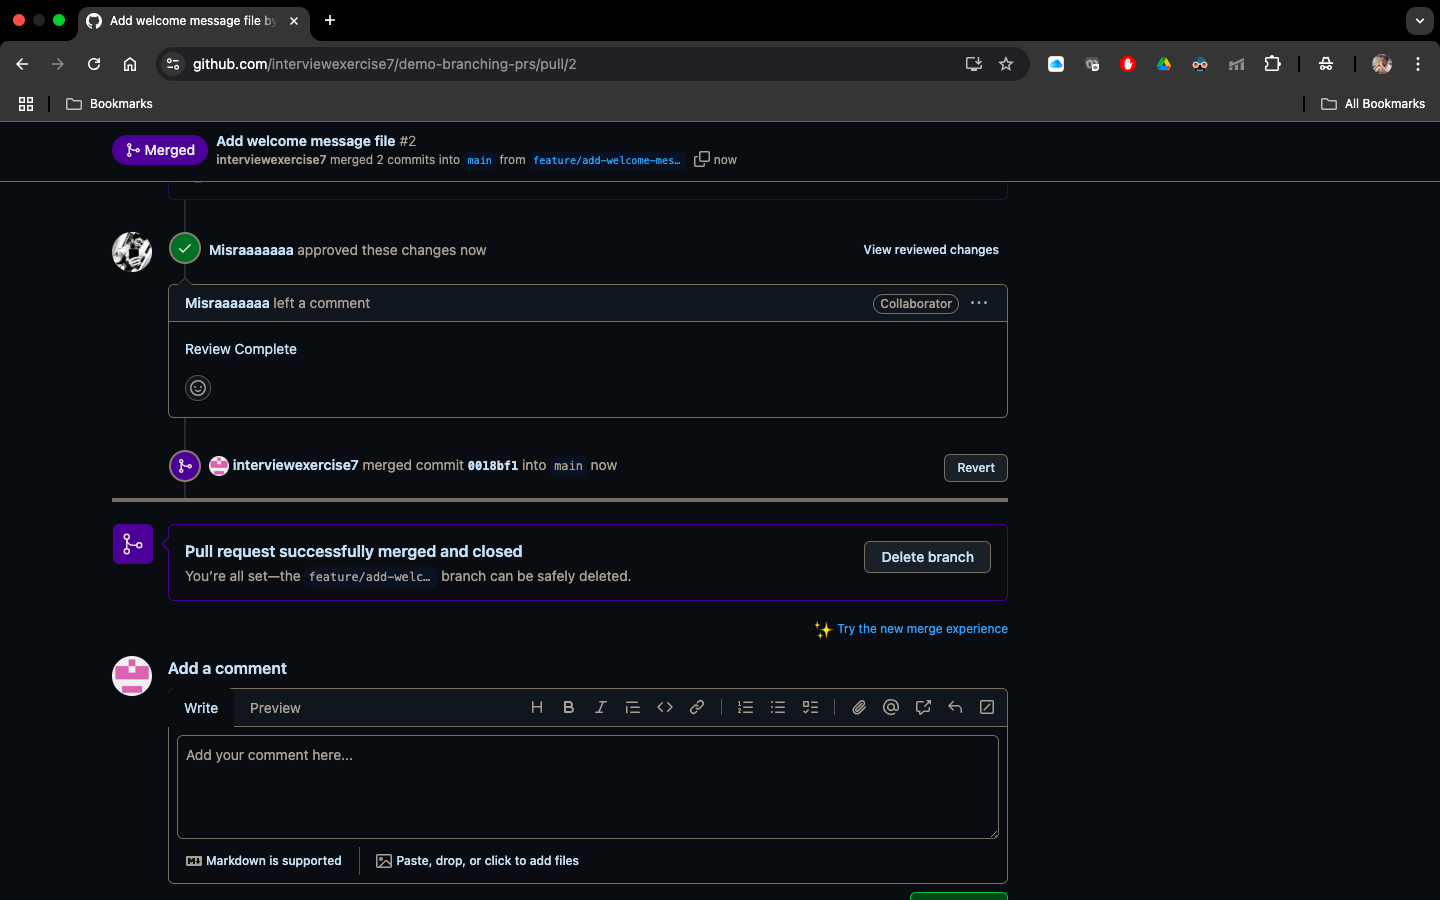 Add welcome message file by
github.com/interviewexercise7/demo-branching-prs/pull/2
Bookmarks
All Bookmarks
Merged
Add welcome message file #2
interviewexercise7 merged 2 commits into main from feature/add-welcome-mes… now
Misraaaaaaa approved these changes now
View reviewed changes
Misraaaaaaa left a comment
Collaborator
Review Complete
interviewexercise7 merged commit 0018bf1 into main now
Revert
Pull request successfully merged and closed
Delete branch
You’re all set—the feature/add-welc… branch can be safely deleted.
Try the new merge experience
Add a comment
Write
Preview
Add your comment here...
Markdown is supported
Paste, drop, or click to add files